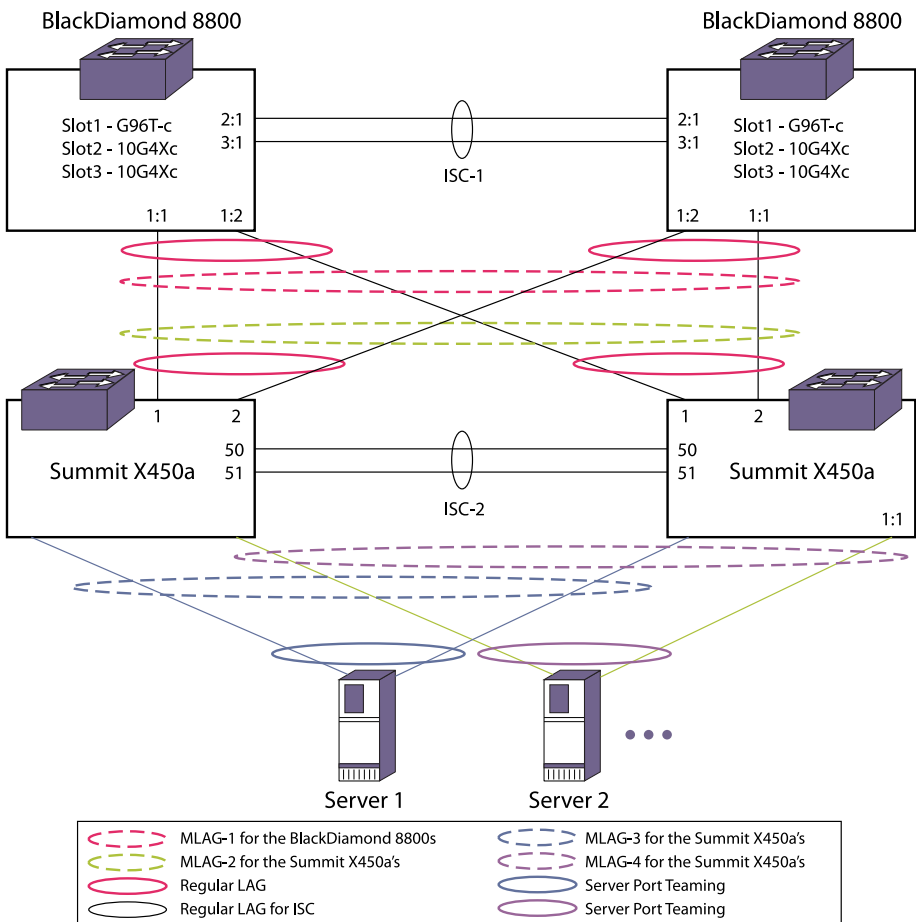 BlackDiamond 8800
BlackDiamond 8800
Slot1 - G96T-c
Slot2 - 10G4Xc
Slot3 - 10G4Xc
2:1
3:1
1:1
1:2
ISC-1
2:1
3:1
Slot1 - G96T-c
Slot2 - 10G4Xc
Slot3 - 10G4Xc
1:2
1:1
1
2
Summit X450a
50
51
ISC-2
1
2
50
51
Summit X450a
1:1
Server 1
Server 2
MLAG-1 for the BlackDiamond 8800s
MLAG-2 for the Summit X450a's
Regular LAG
Regular LAG for ISC
MLAG-3 for the Summit X450a's
MLAG-4 for the Summit X450a's
Server Port Teaming
Server Port Teaming